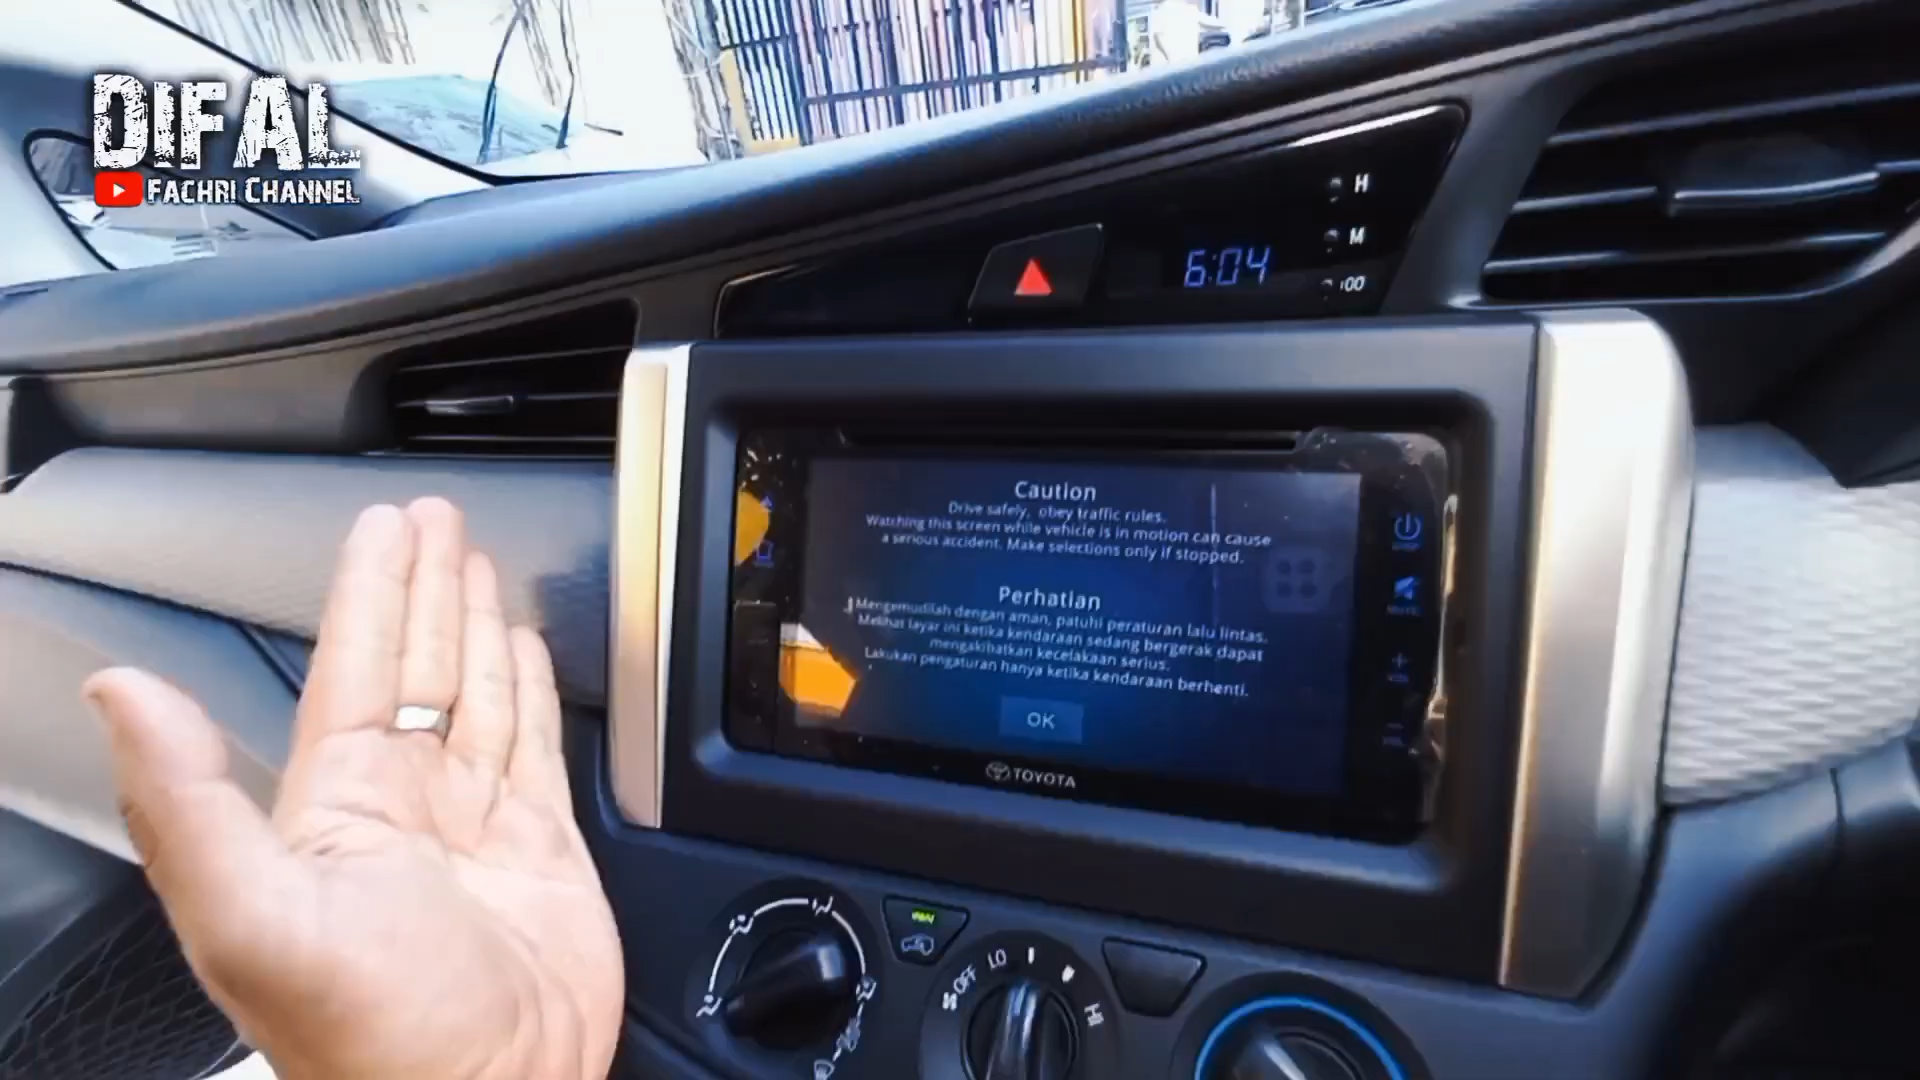 DIFAL
FACHRI CHANNEL
H
M
:00
6:04
Caution
Drive safely, obey traffic rules.
Watching this screen while vehicle is in motion can cause
a serious accident. Make selections only if stopped.
Perhatian
Mengemudilah dengan aman, patuhi peraturan lalu lintas.
Melihat layar ini ketika kendaraan sedang bergerak dapat
mengakibatkan kecelakaan serius.
Lakukan pengaturan hanya ketika kendaraan berhenti.
OK
MUTE
+
VOL
-
VOL
TOYOTA
OFF
LO
HI